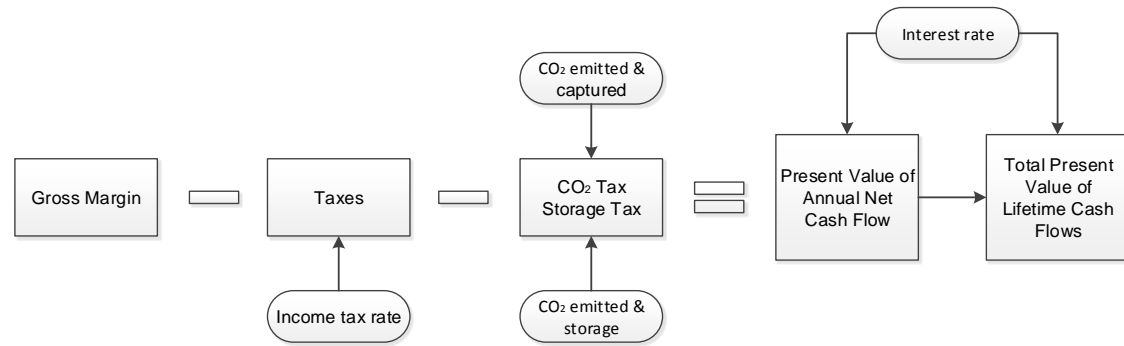 Interest rate
CO₂ emitted &
captured
Gross Margin
Taxes
CO₂ Tax
Storage Tax
Present Value of
Annual Net
Cash Flow
Total Present
Value of
Lifetime Cash
Flows
Income tax rate
CO₂ emitted &
storage